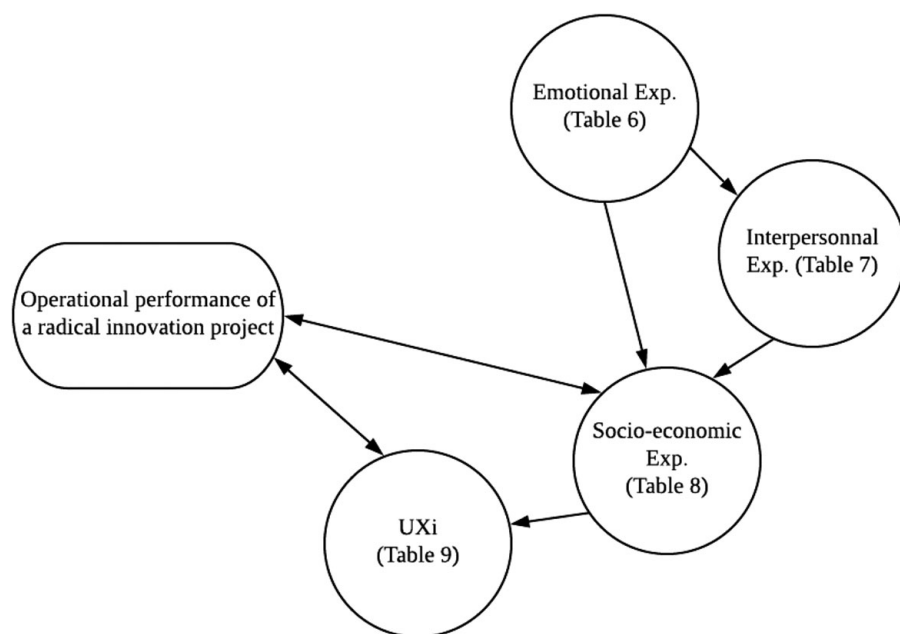 Emotional Exp.
(Table 6)
Interpersonnal
Exp. (Table 7)
Operational performance of
a radical innovation project
Socio-economic
Exp.
(Table 8)
UXi
(Table 9)